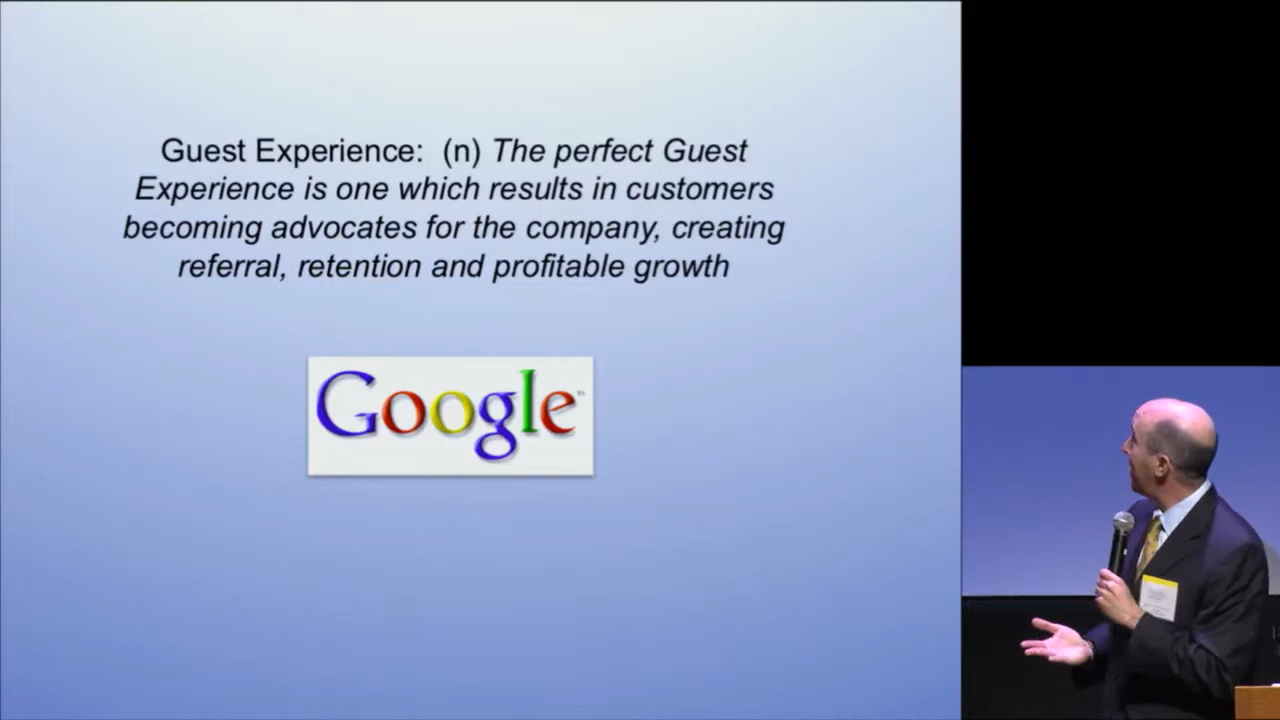 Guest Experience: (n) The perfect Guest
Experience is one which results in customers
becoming advocates for the company, creating
referral, retention and profitable growth
Google™